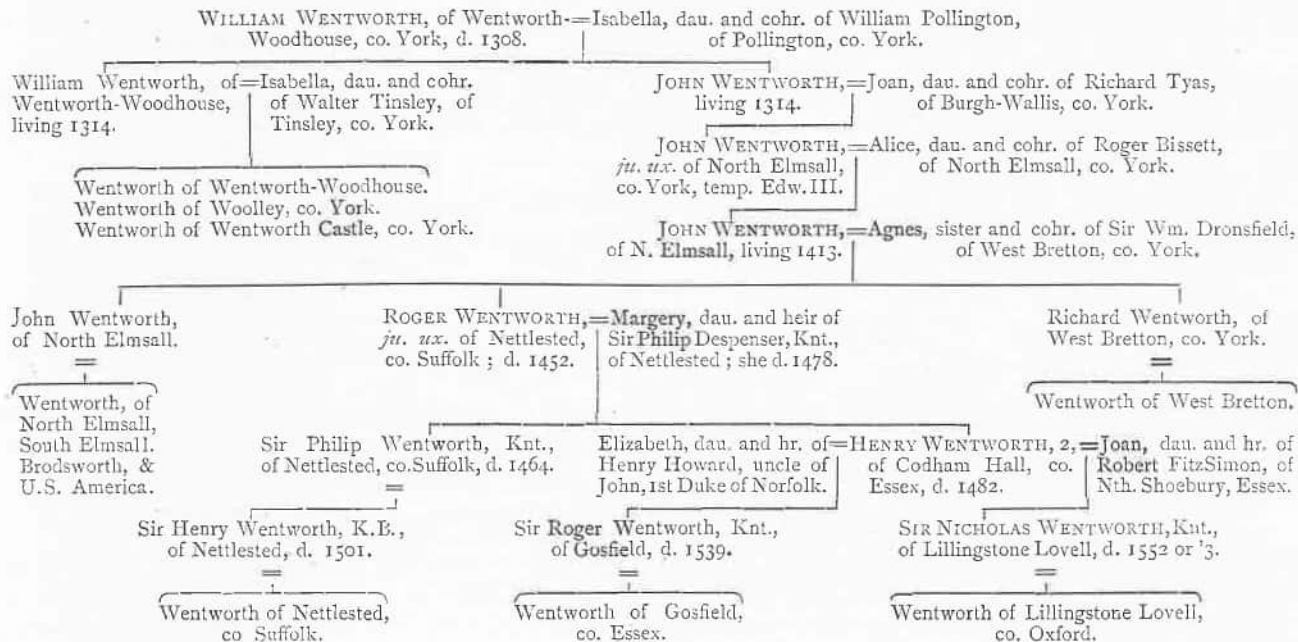 WILLIAM WENTWORTH, of Wentworth-=Isabella, dau. and cohr. of William Pollington,
Woodhouse, co. York, d. 1308. of Pollington, co. York.
William Wentworth, of=Isabella, dau. and cohr.
Wentworth-Woodhouse, of Walter Tinsley, of
living 1314. Tinsley, co. York.
JOHN WENTWORTH,=Joan, dau. and cohr. of Richard Tyas,
living 1314. of Burgh-Wallis, co. York.
JOHN WENTWORTH,=Alice, dau. and cohr. of Roger Bissett,
ju. ux. of North Elmsall, of North Elmsall, co. York.
co. York, temp. Edw. III.
Wentworth of Wentworth-Woodhouse.
Wentworth of Woolley, co. York.
Wentworth of Wentworth Castle, co. York.
JOHN WENTWORTH,=Agnes, sister and cohr. of Sir Wm. Dronsfield,
of N. Elmsall, living 1413. of West Bretton, co. York.
John Wentworth,
of North Elmsall.
=
ROGER WENTWORTH,=Margery, dau. and heir of
ju. ux. of Nettlested, Sir Philip Despenser, Knt.,
co. Suffolk ; d. 1452. of Nettlested ; she d. 1478.
Richard Wentworth, of
West Bretton, co. York.
=
Wentworth, of
North Elmsall,
South Elmsall.
Brodsworth, &
U.S. America.
Wentworth of West Bretton.
Sir Philip Wentworth, Knt.,
of Nettlested, co. Suffolk, d. 1464.
=
Elizabeth, dau. and hr. of=HENRY WENTWORTH, 2,=Joan, dau. and hr. of
Henry Howard, uncle of of Codham Hall, co. Robert FitzSimon, of
John, 1st Duke of Norfolk. Essex, d. 1482. Nth. Shoebury, Essex.
Sir Henry Wentworth, K.B.,
of Nettlested, d. 1501.
=
Sir Roger Wentworth, Knt.,
of Gosfield, d. 1539.
=
SIR NICHOLAS WENTWORTH, Knt.,
of Lillingstone Lovell, d. 1552 or '3.
=
Wentworth of Nettlested,
co Suffolk.
Wentworth of Gosfield,
co. Essex.
Wentworth of Lillingstone Lovell,
co. Oxford.